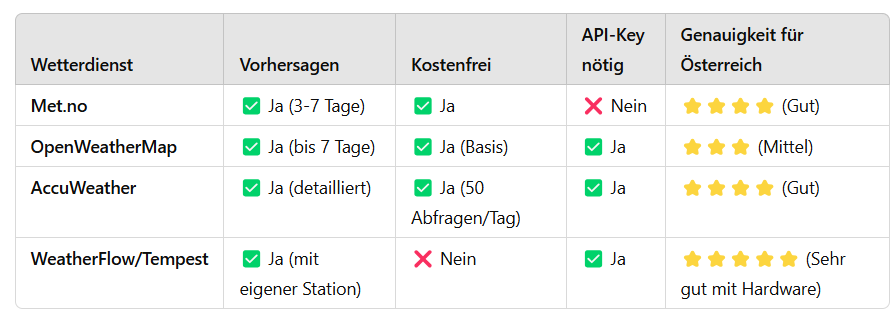 Wetterdienst Vorhersagen Kostenfrei API-Key nötig Genauigkeit für Österreich
Met.no ✅ Ja (3-7 Tage) ✅ Ja ❌ Nein ⭐⭐⭐⭐ (Gut)
OpenWeatherMap ✅ Ja (bis 7 Tage) ✅ Ja (Basis) ✅ Ja ⭐⭐⭐ (Mittel)
AccuWeather ✅ Ja (detailliert) ✅ Ja (50 Abfragen/Tag) ✅ Ja ⭐⭐⭐⭐ (Gut)
WeatherFlow/Tempest ✅ Ja (mit eigener Station) ❌ Nein ✅ Ja ⭐⭐⭐⭐⭐ (Sehr gut mit Hardware)